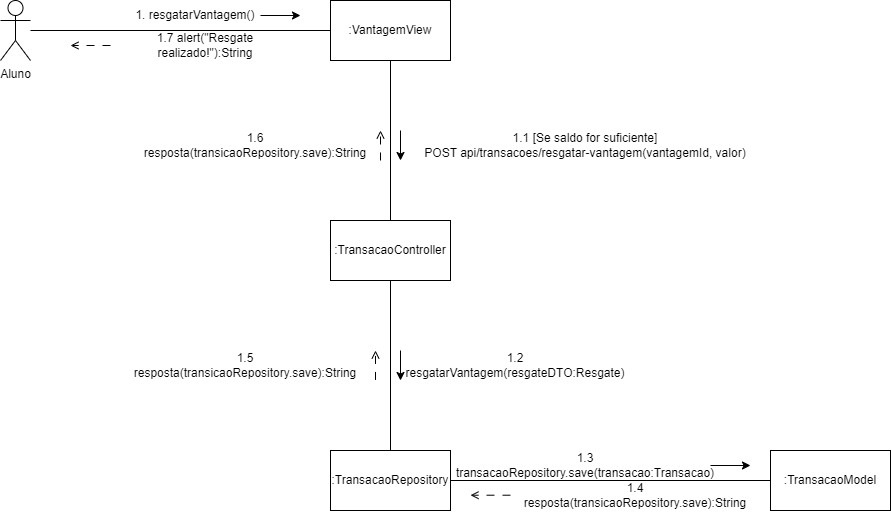 1. resgatarVantagem()
:VantagemView
1.7 alert("Resgate
realizado!"):String
Aluno
1.6
resposta(transicaoRepository.save):String
1.1 [Se saldo for suficiente]
POST api/transacoes/resgatar-vantagem(vantagemId, valor)
:TransacaoController
1.5
resposta(transicaoRepository.save):String
1.2
resgatarVantagem(resgateDTO:Resgate)
:TransacaoRepository
1.3
transacaoRepository.save(transacao:Transacao)
1.4
resposta(transicaoRepository.save):String
:TransacaoModel